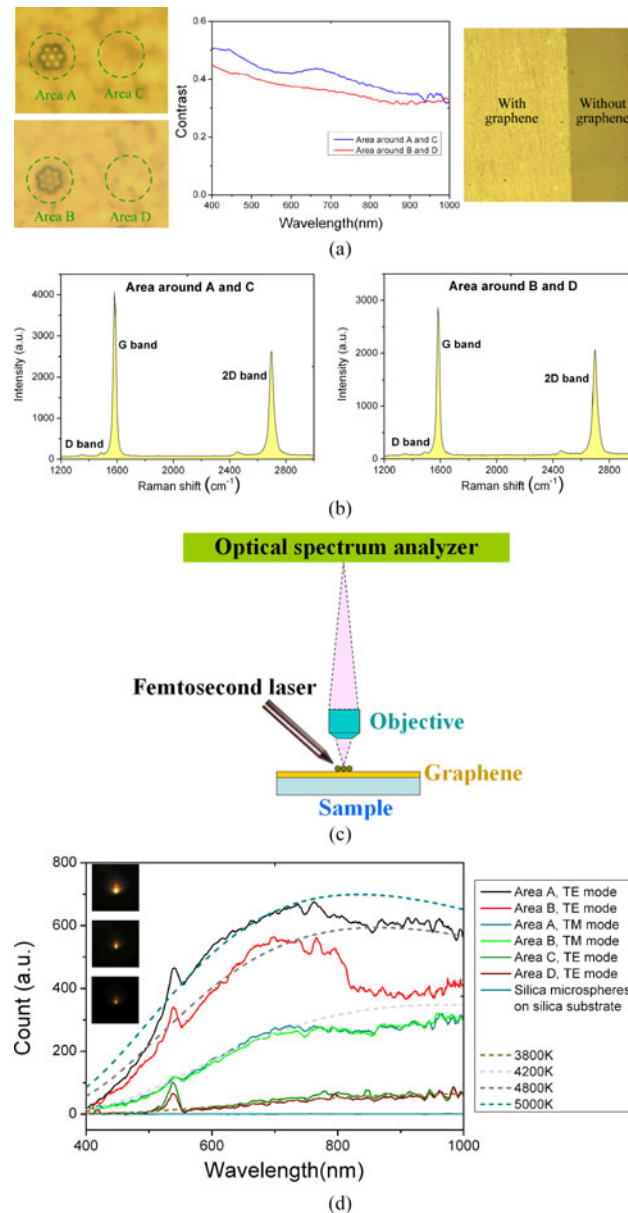 Area A
Area C
Area B
Area D
0.6
0.4
0.2
0.0
Contrast
Area around A and C
Area around B and D
400 500 600 700 800 900 1000
Wavelength(nm)
With
graphene
Without
graphene
(a)
4000
3000
2000
1000
0
Intensity (a.u.)
Area around A and C
G band
2D band
D band
1200 1600 2400 2800
Raman shift (cm-1)
3000
2000
1000
0
Intensity (a.u.)
Area around B and D
G band
2D band
D band
1200 1600 2400 2800
Raman shift (cm-1)
(b)
Optical spectrum analyzer
Femtosecond laser
Objective
Graphene
Sample
(c)
800
700
600
500
400
300
200
100
0
Count (a.u.)
400 600 800 1000
Wavelength(nm)
Area A, TE mode
Area B, TE mode
Area A, TM mode
Area B, TM mode
Area C, TE mode
Area D, TE mode
Silica microspheres
on silica substrate
3800K
4200K
4800K
5000K
(d)